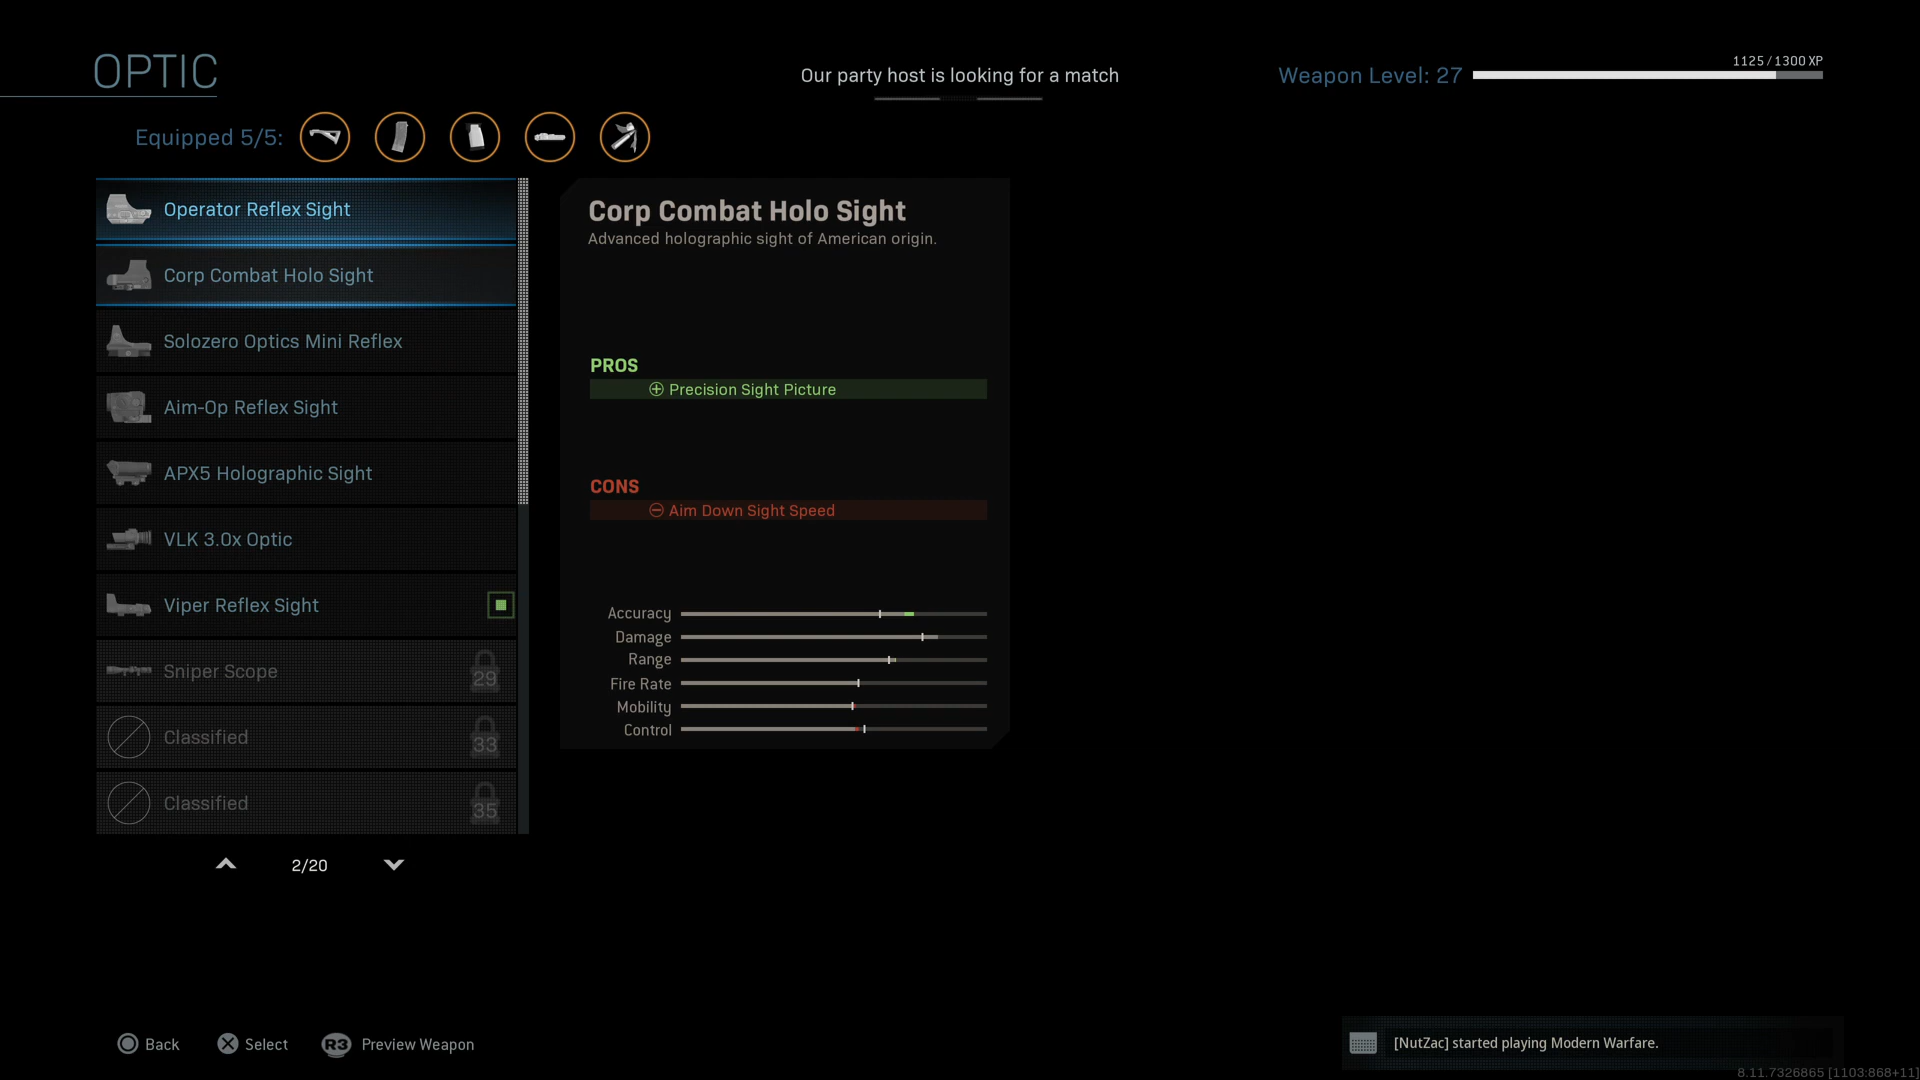 OPTIC
Our party host is looking for a match
Weapon Level: 27
1125 / 1300 XP
Equipped 5/5:
Operator Reflex Sight
Corp Combat Holo Sight
Solozero Optics Mini Reflex
Aim-Op Reflex Sight
APX5 Holographic Sight
VLK 3.0x Optic
Viper Reflex Sight
Sniper Scope 29
Classified 33
Classified 35
2/20
Corp Combat Holo Sight
Advanced holographic sight of American origin.
PROS
Precision Sight Picture
CONS
Aim Down Sight Speed
Accuracy
Damage
Range
Fire Rate
Mobility
Control
Back
Select
R3 Preview Weapon
[NutZac] started playing Modern Warfare.
8.11.7326865 [1103:868+11]